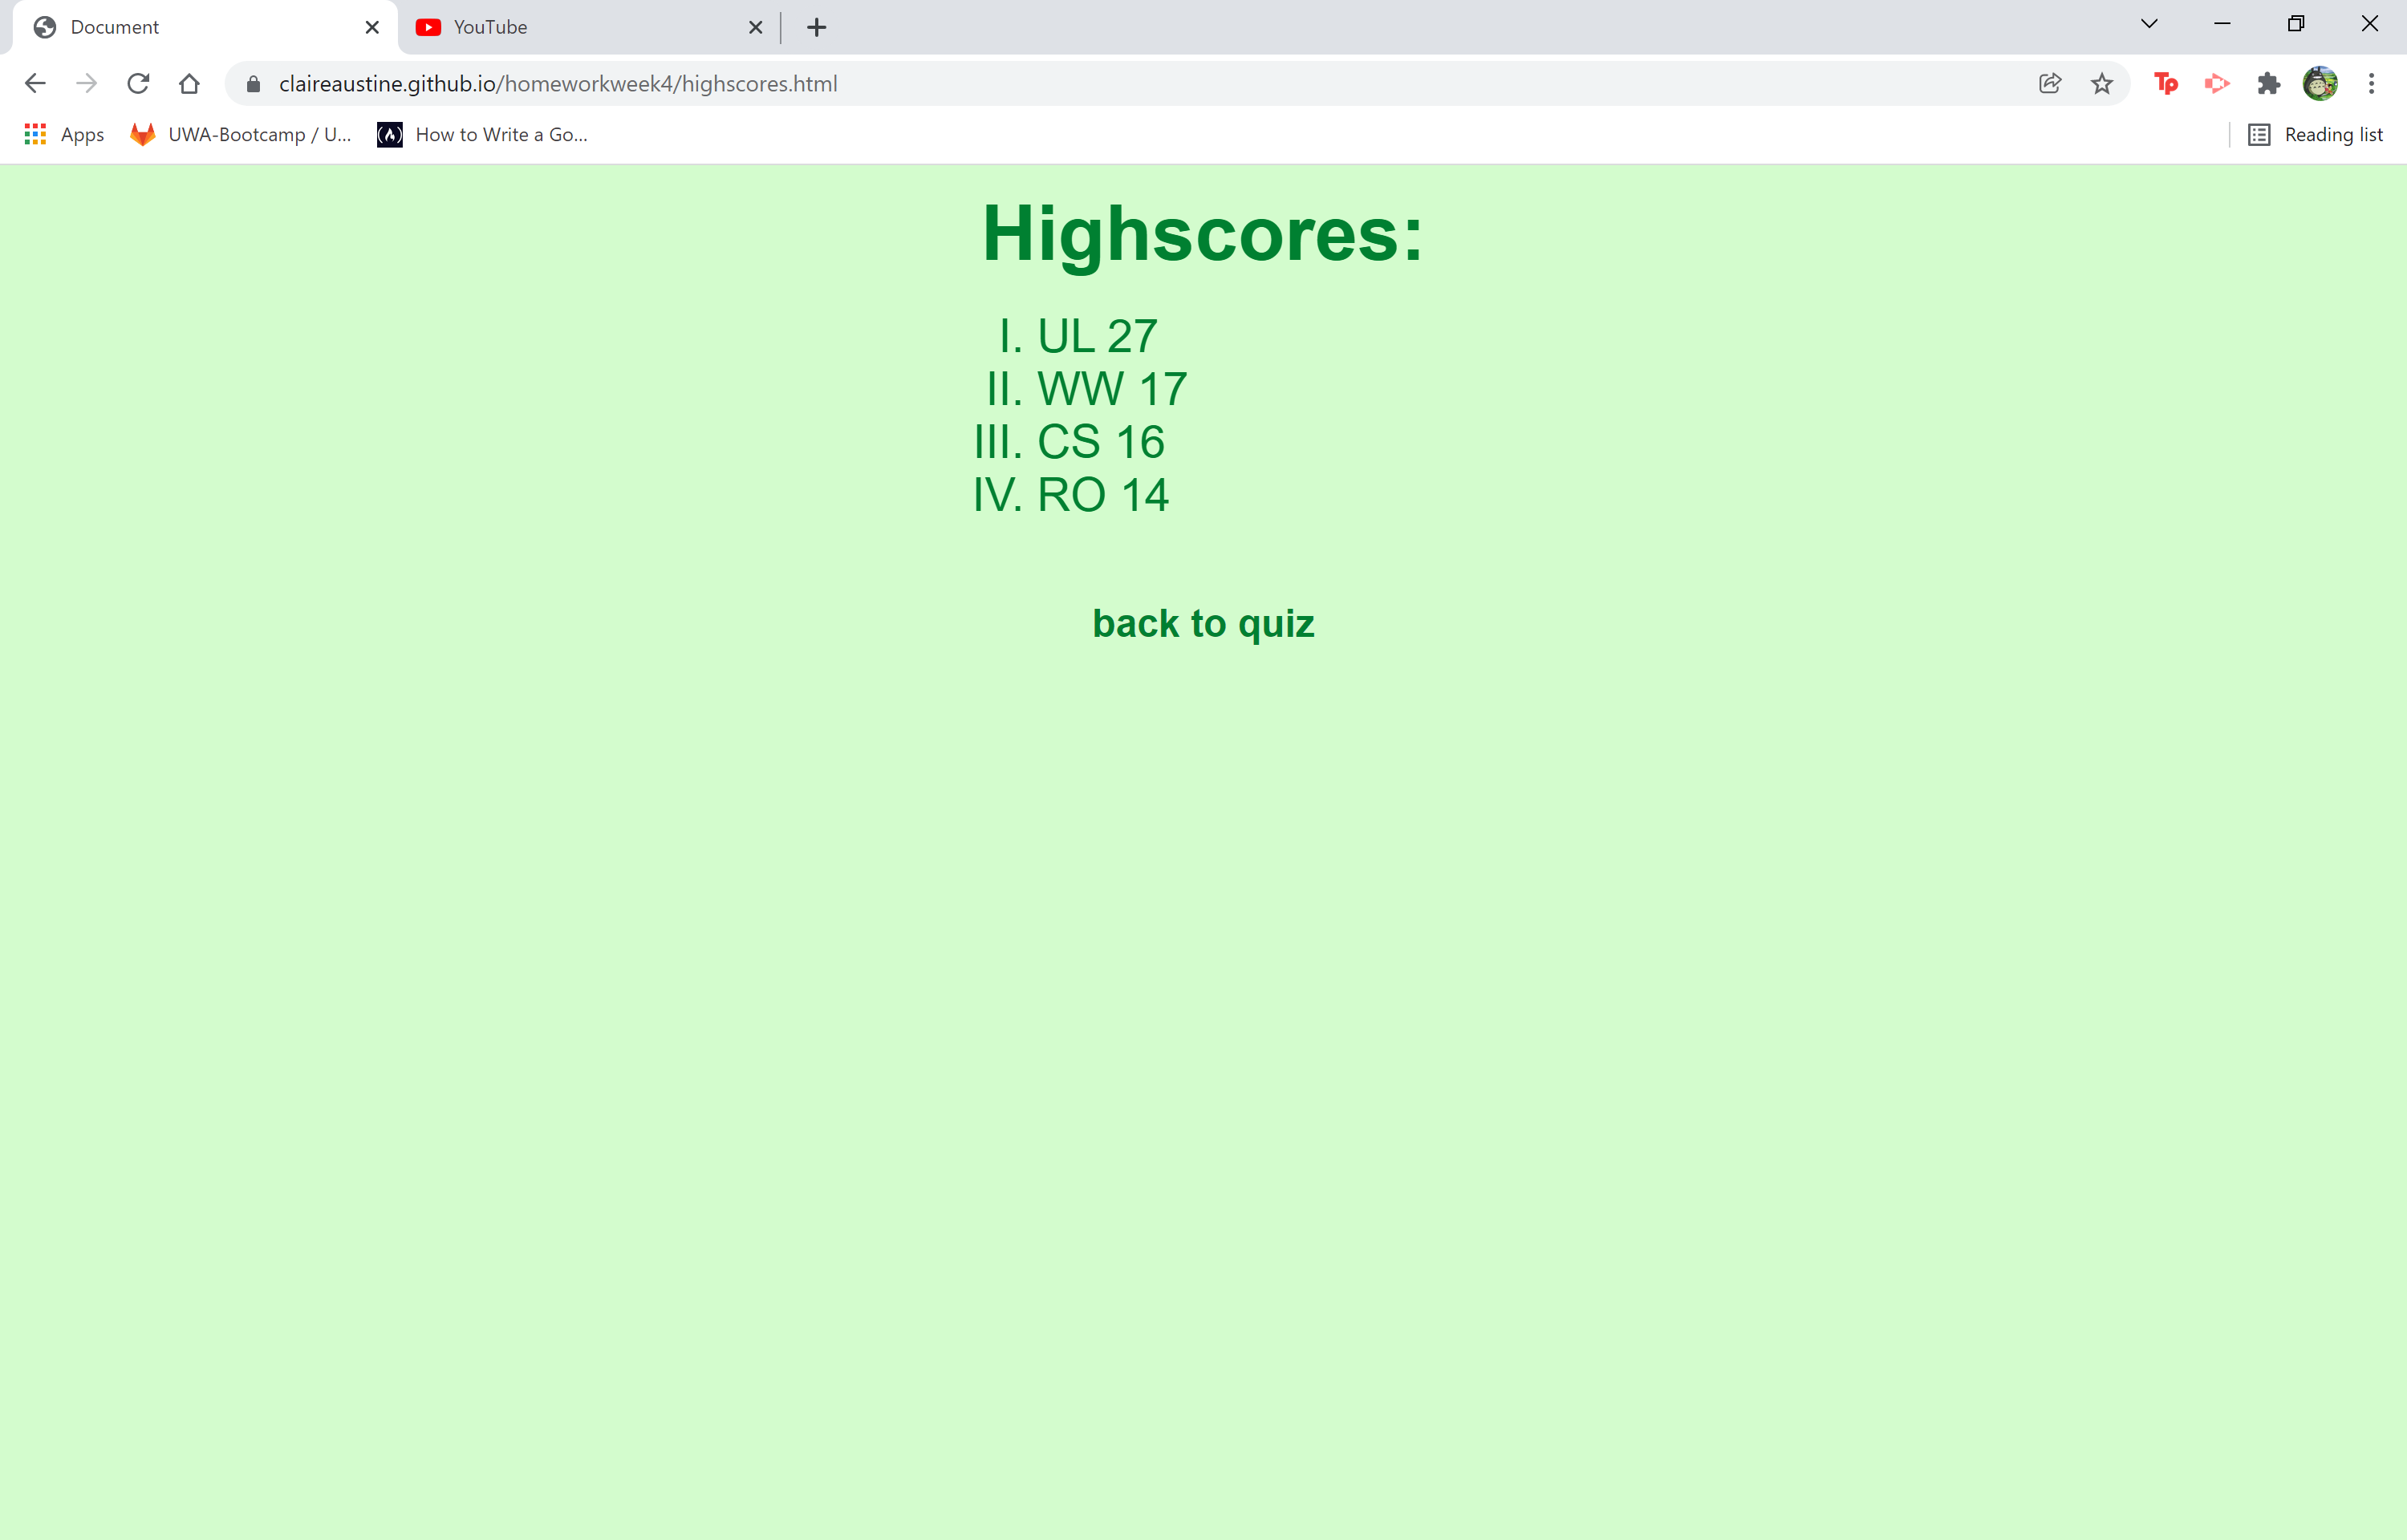 Document
YouTube
claireaustine.github.io/homeworkweek4/highscores.html
Tp
Apps
UWA-Bootcamp / U...
How to Write a Go...
Reading list
Highscores:
I. UL 27
II. WW 17
III. CS 16
IV. RO 14
back to quiz